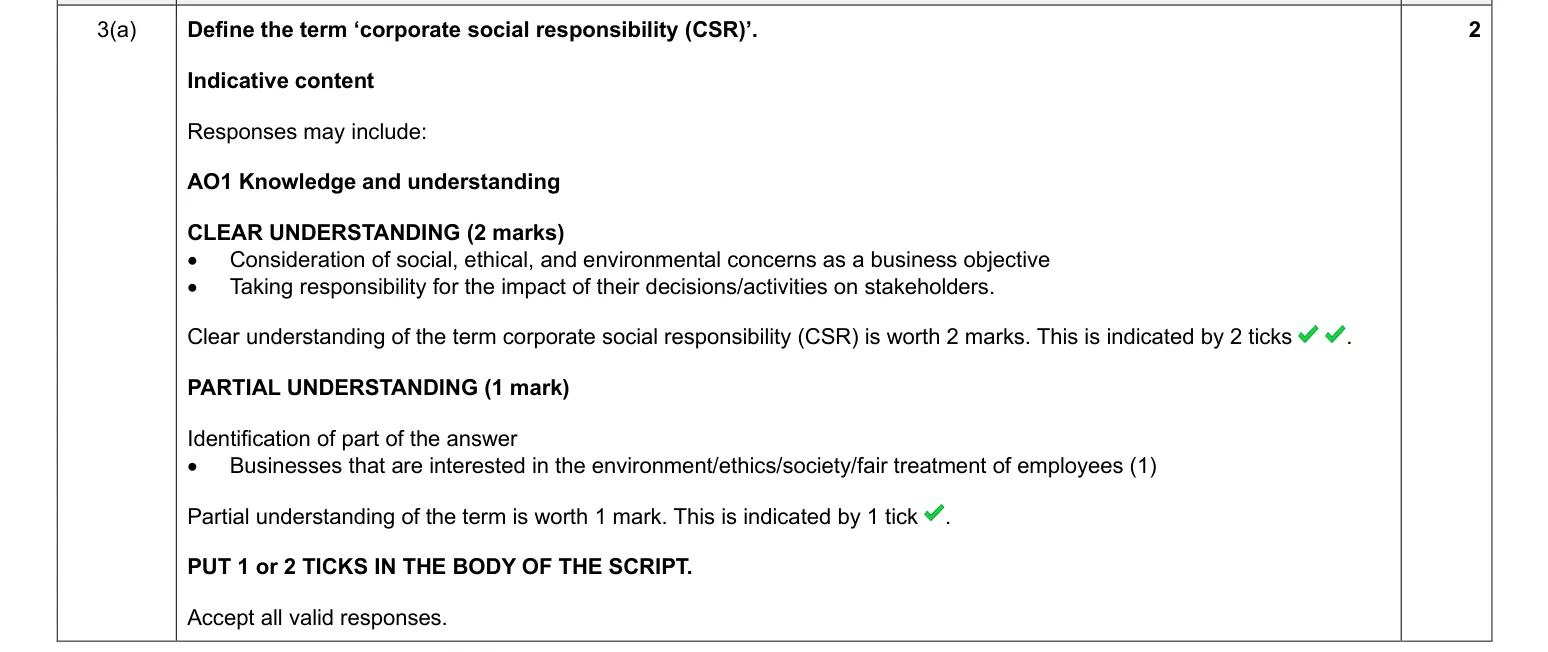 3(a) Define the term ‘corporate social responsibility (CSR)’. 2
Indicative content
Responses may include:
AO1 Knowledge and understanding
CLEAR UNDERSTANDING (2 marks)
• Consideration of social, ethical, and environmental concerns as a business objective
• Taking responsibility for the impact of their decisions/activities on stakeholders.
Clear understanding of the term corporate social responsibility (CSR) is worth 2 marks. This is indicated by 2 ticks ✔ ✔.
PARTIAL UNDERSTANDING (1 mark)
Identification of part of the answer
• Businesses that are interested in the environment/ethics/society/fair treatment of employees (1)
Partial understanding of the term is worth 1 mark. This is indicated by 1 tick ✔.
PUT 1 or 2 TICKS IN THE BODY OF THE SCRIPT.
Accept all valid responses.